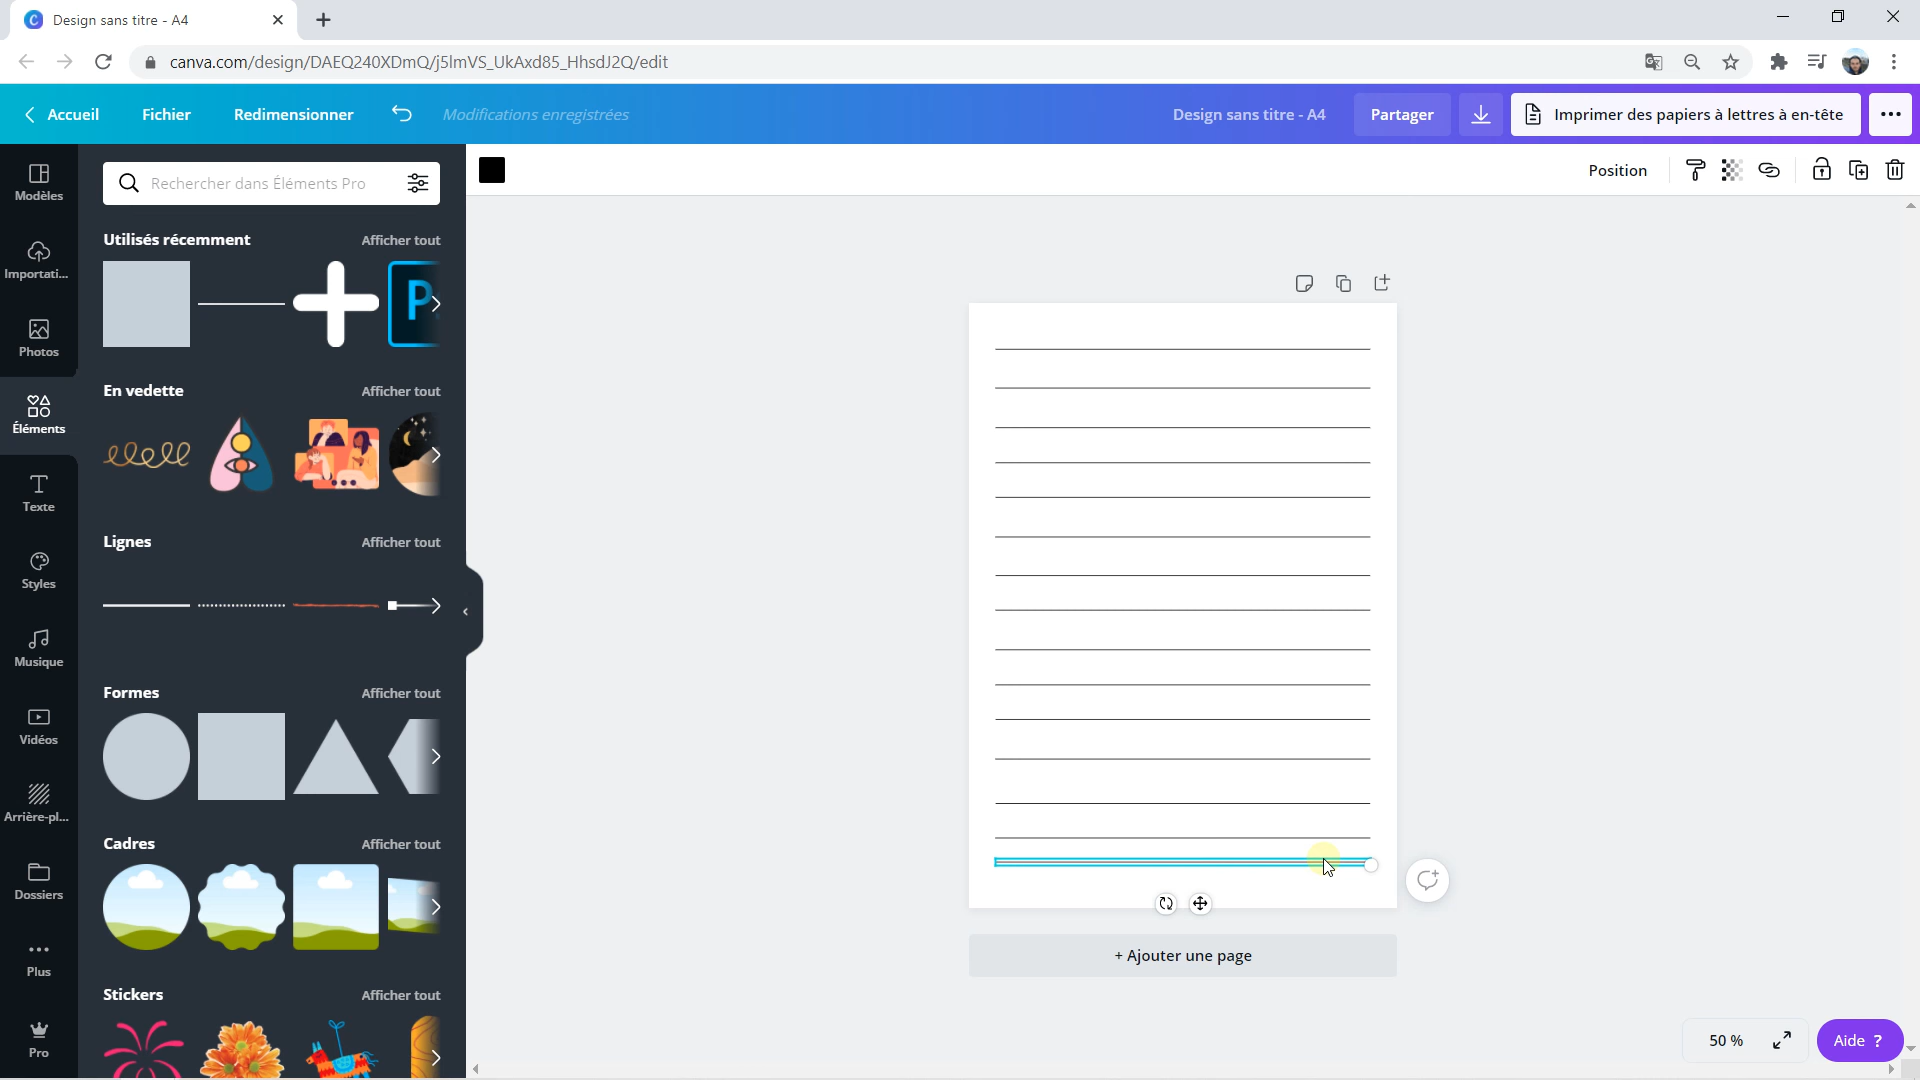 Design sans titre - A4
canva.com/design/DAEQ240XDmQ/j5lmVS_UkAxd85_HhsdJ2Q/edit
Accueil
Fichier
Redimensionner
Modifications enregistrées
Design sans titre - A4
Partager
Imprimer des papiers à lettres à en-tête
Position
Modèles
Importati...
Photos
Éléments
Texte
Styles
Musique
Vidéos
Arrière-pl...
Dossiers
Plus
Pro
Rechercher dans Éléments Pro
Utilisés récemment
Afficher tout
P
En vedette
Afficher tout
Lignes
Afficher tout
Formes
Afficher tout
Cadres
Afficher tout
Stickers
Afficher tout
+ Ajouter une page
50 %
Aide ?